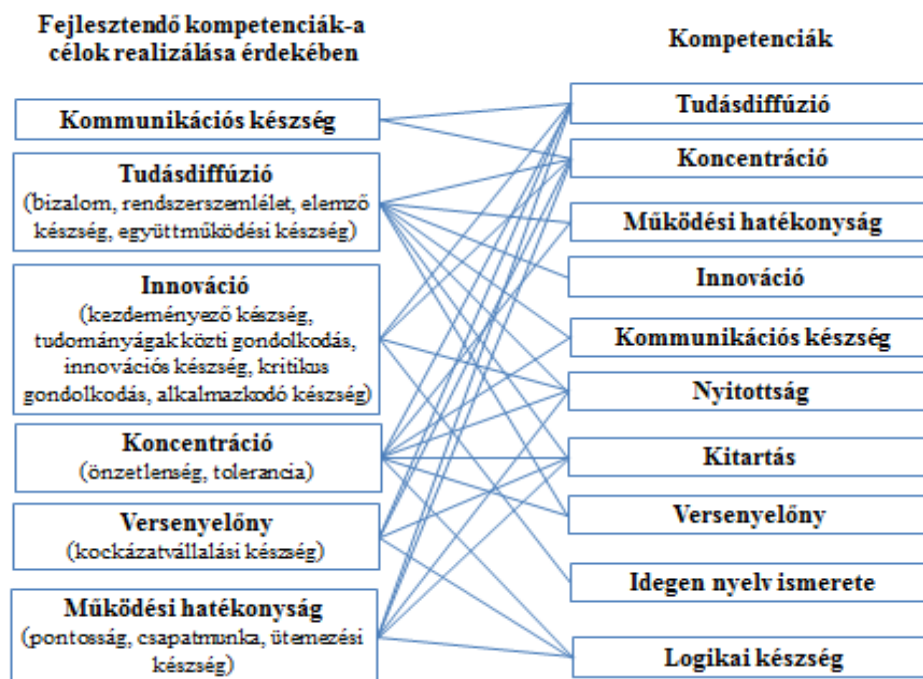 Fejlesztendő kompetenciák-a
célok realizálása érdekében
Kommunikációs készség
Tudásdiffúzió
(bizalom, rendszerszemlélet, elemző
készség, együttműködési készség)
Innováció
(kezdeményező készség,
tudományágak közti gondolkodás,
innovációs készség, kritikus
gondolkodás, alkalmazkodó készség)
Koncentráció
(önzetlenség, tolerancia)
Versenyelőny
(kockázatvállalási készség)
Működési hatékonyság
(pontosság, csapatmunka, ütemezési
készség)
Kompetenciák
Tudásdiffúzió
Koncentráció
Működési hatékonyság
Innováció
Kommunikációs készség
Nyitottság
Kitartás
Versenyelőny
Idegen nyelv ismerete
Logikai készség